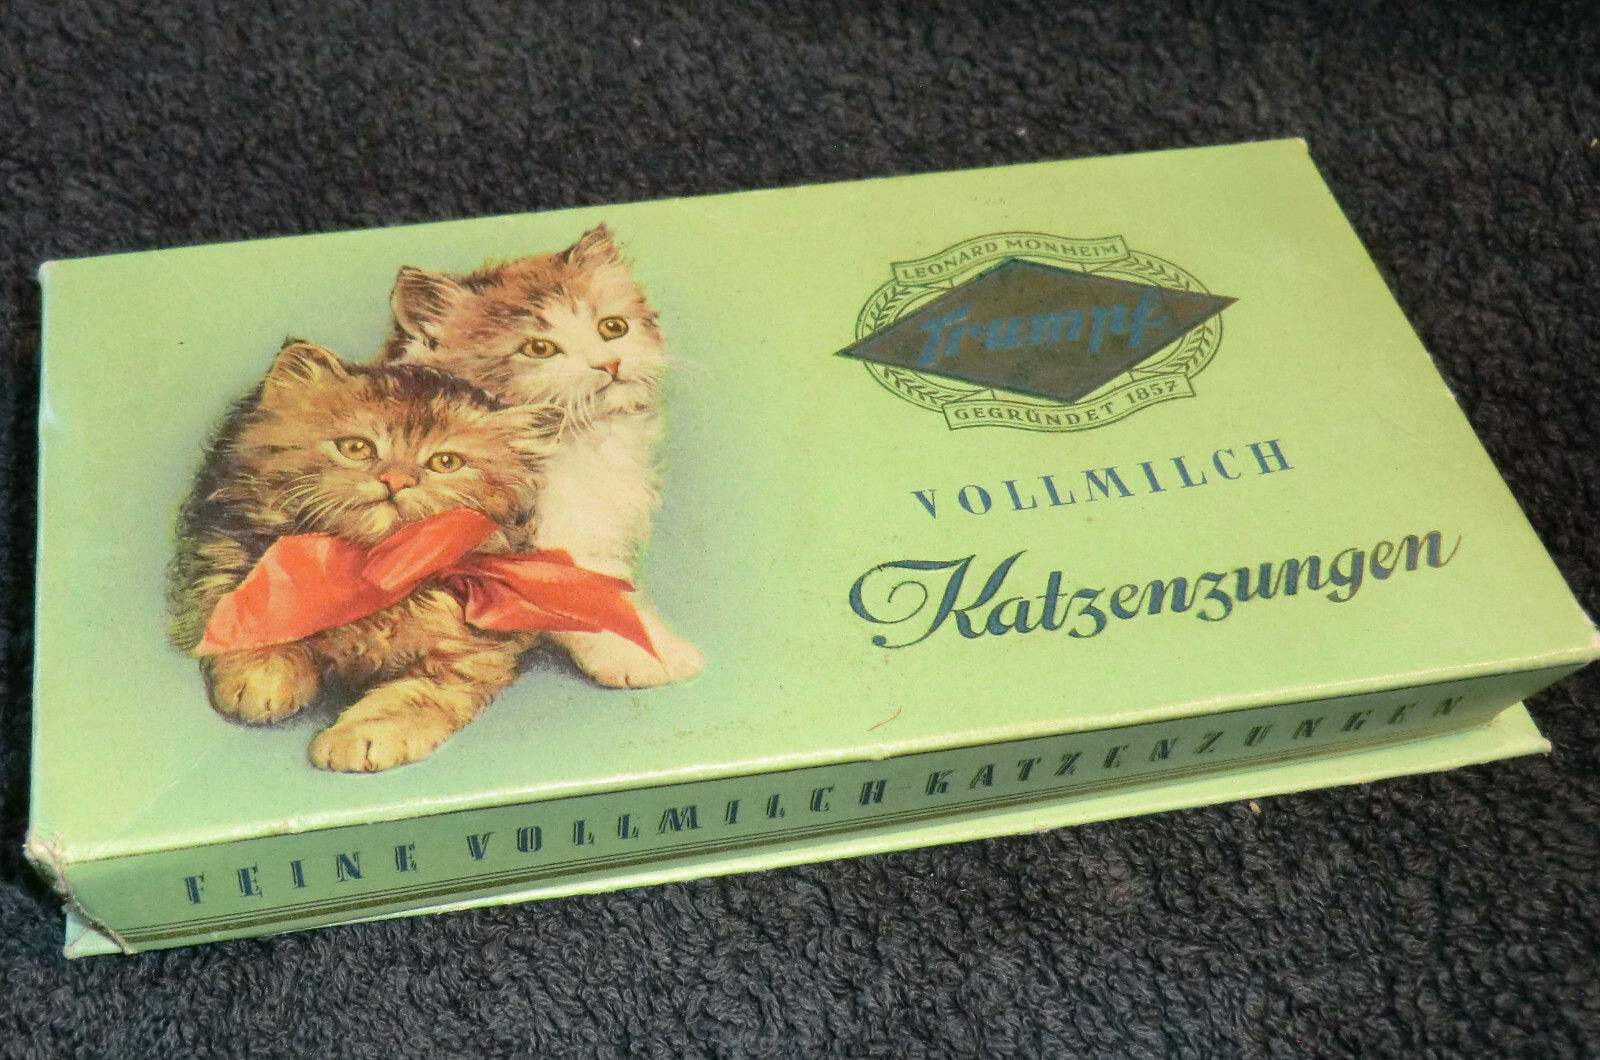 LEONARD MONHEIM
Trumpf
GEGRÜNDET 1857
VOLLMILCH
Katzenzungen
FEINE VOLLMILCH-KATZENZUNGEN